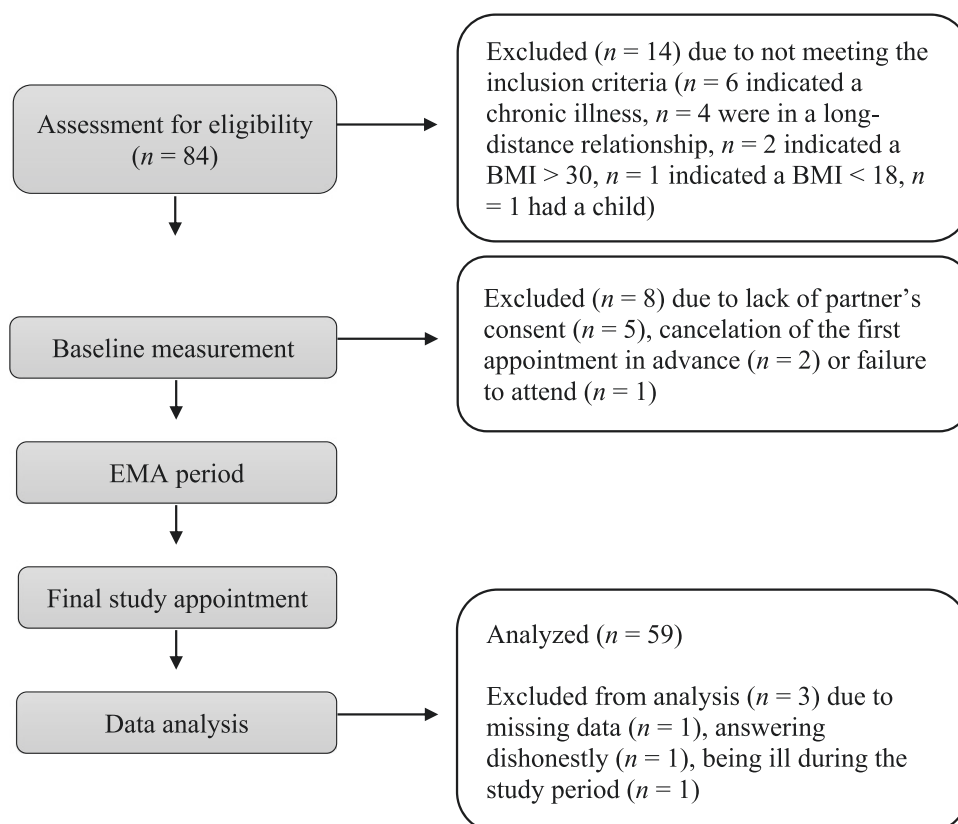 Assessment for eligibility
(n = 84)
Excluded (n = 14) due to not meeting the
inclusion criteria (n = 6 indicated a
chronic illness, n = 4 were in a long-
distance relationship, n = 2 indicated a
BMI > 30, n = 1 indicated a BMI < 18, n
= 1 had a child)
Baseline measurement
Excluded (n = 8) due to lack of partner’s
consent (n = 5), cancelation of the first
appointment in advance (n = 2) or failure
to attend (n = 1)
EMA period
Final study appointment
Data analysis
Analyzed (n = 59)
Excluded from analysis (n = 3) due to
missing data (n = 1), answering
dishonestly (n = 1), being ill during the
study period (n = 1)